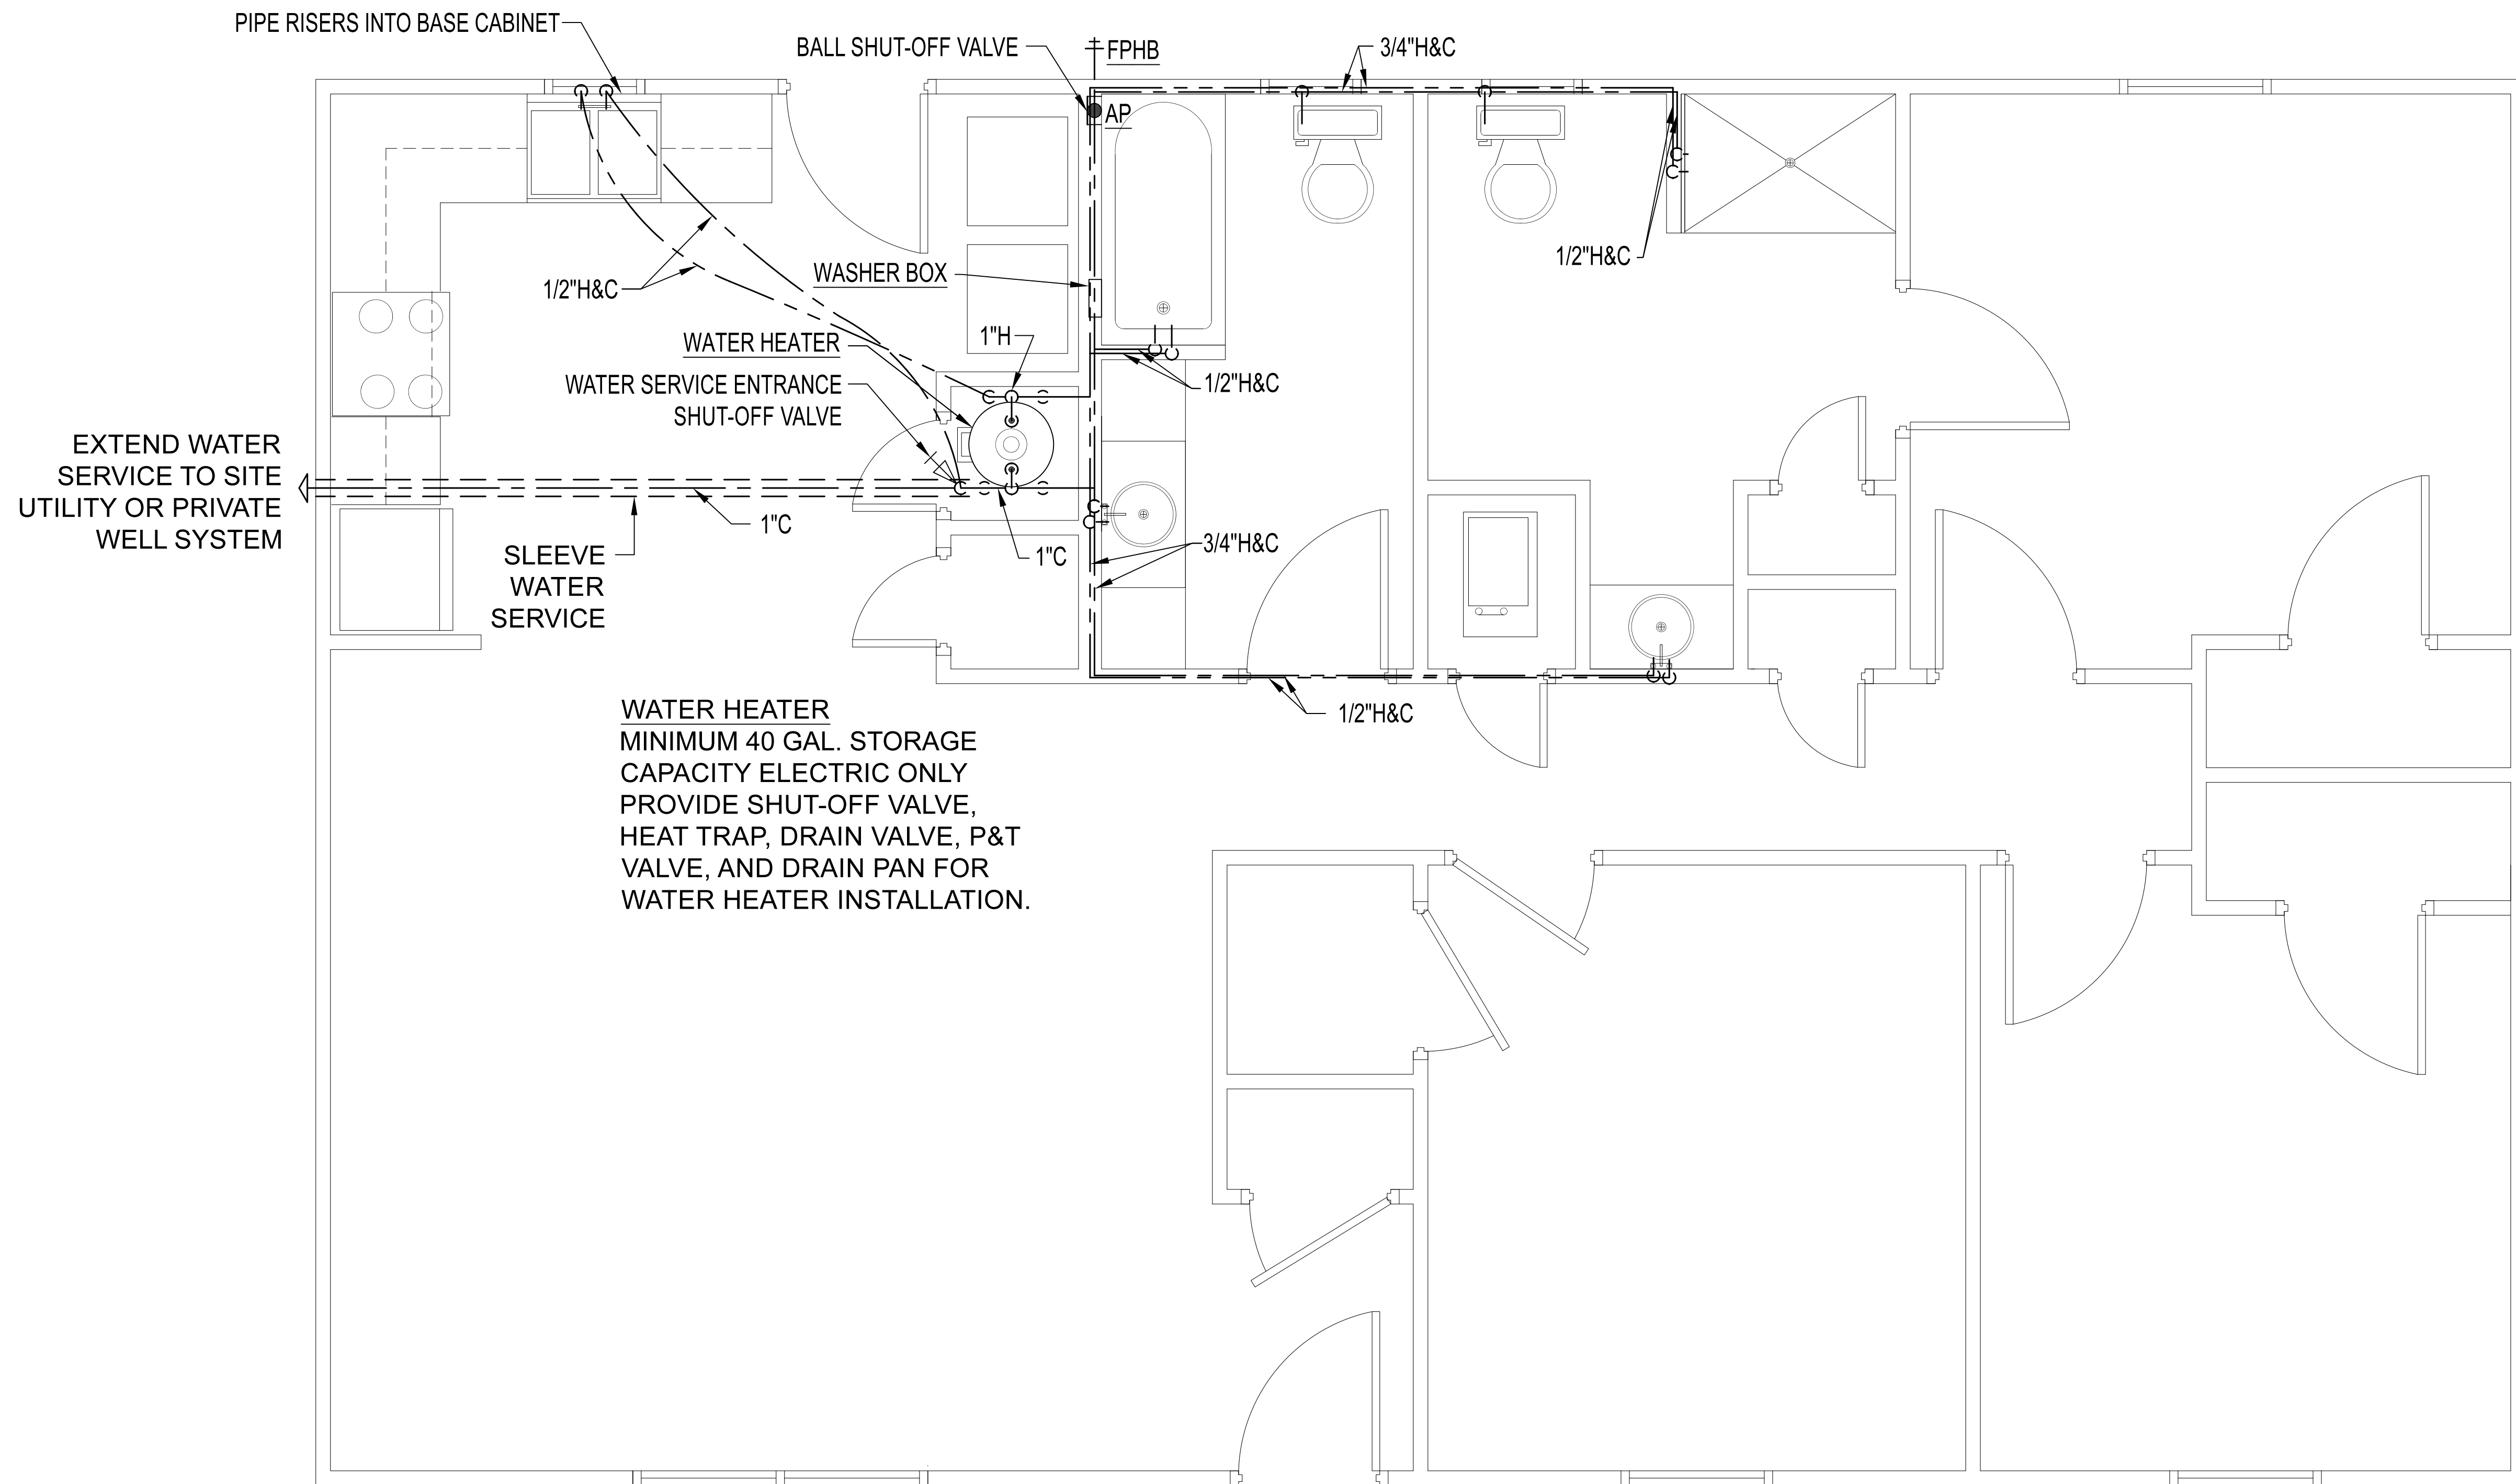 PIPE RISERS INTO BASE CABINET
BALL SHUT-OFF VALVE
FPHB
3/4"H&C
AP
1/2"H&C
WASHER BOX
1/2"H&C
WATER HEATER
1"H
WATER SERVICE ENTRANCE
SHUT-OFF VALVE
1/2"H&C
EXTEND WATER
SERVICE TO SITE
UTILITY OR PRIVATE
WELL SYSTEM
1"C
SLEEVE
WATER
SERVICE
1"C
3/4"H&C
1/2"H&C
WATER HEATER
MINIMUM 40 GAL. STORAGE
CAPACITY ELECTRIC ONLY
PROVIDE SHUT-OFF VALVE,
HEAT TRAP, DRAIN VALVE, P&T
VALVE, AND DRAIN PAN FOR
WATER HEATER INSTALLATION.